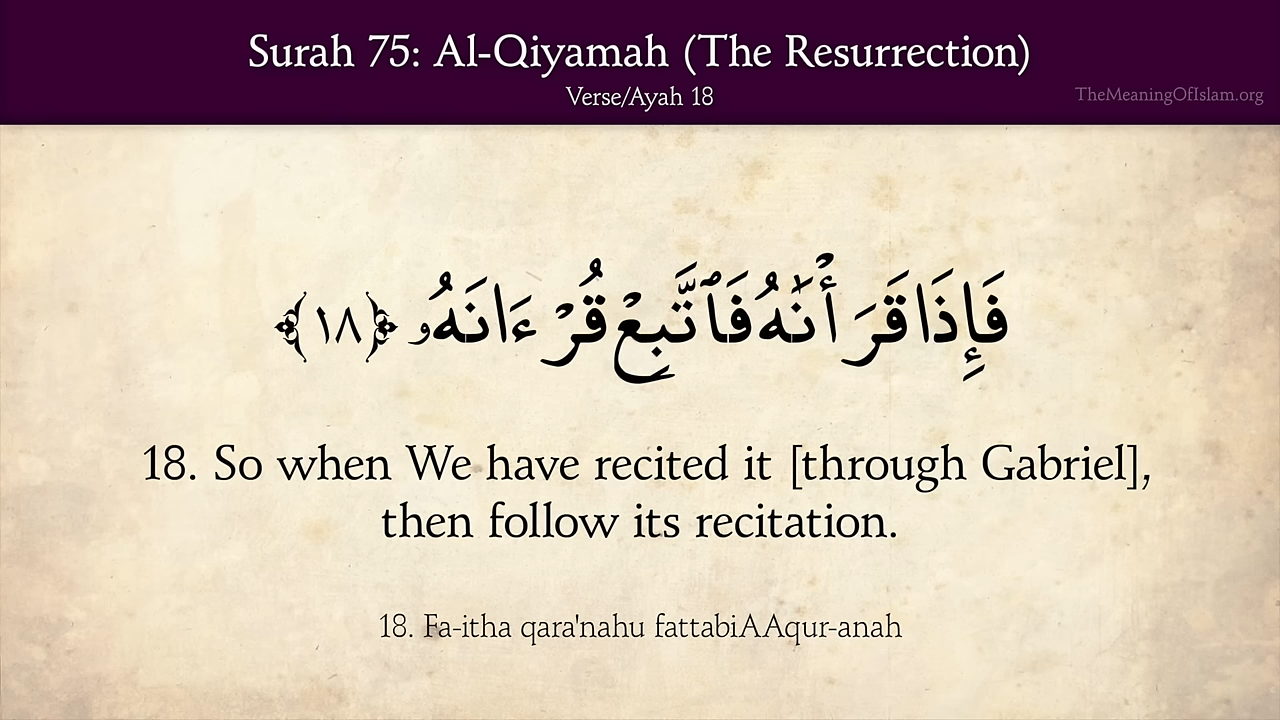 Surah 75: Al-Qiyamah (The Resurrection)
Verse/Ayah 18
TheMeaningOfIslam.org
فَإِذَا قَرَأْنَٰهُ فَٱتَّبِعْ قُرْءَانَهُۥ ﴿١٨﴾
18. So when We have recited it [through Gabriel],
then follow its recitation.
18. Fa-itha qara'nahu fattabiAAqur-anah